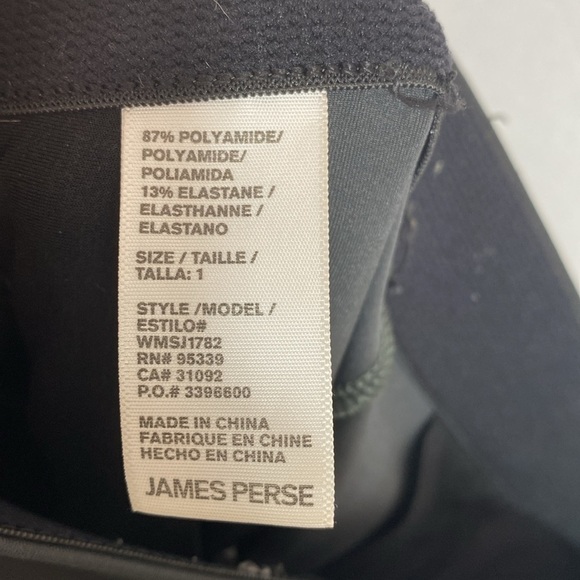 87% POLYAMIDE/
POLYAMIDE/
POLIAMIDA
13% ELASTANE /
ELASTHANNE /
ELASTANO
SIZE / TAILLE /
TALLA: 1
STYLE /MODEL /
ESTILO#
WMSJ1782
RN# 95339
CA# 31092
P.O.# 3396600
MADE IN CHINA
FABRIQUE EN CHINE
HECHO EN CHINA
JAMES PERSE